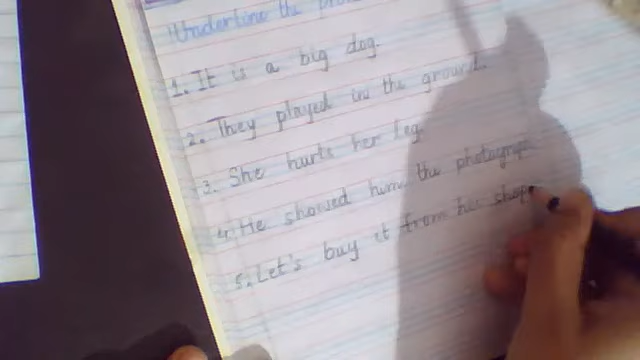 Underline the
1. It is a big dog.
2. They played in the ground.
3. She hurts her leg.
4. He showed him the photograph
5. Let's buy it from her shop